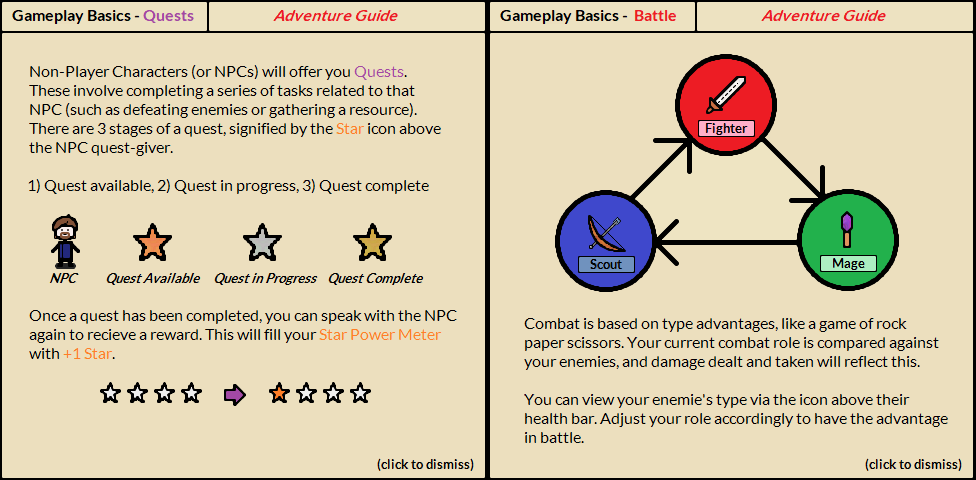 Gameplay Basics - Quests
Adventure Guide
Non-Player Characters (or NPCs) will offer you Quests.
These involve completing a series of tasks related to that
NPC (such as defeating enemies or gathering a resource).
There are 3 stages of a quest, signified by the Star icon above
the NPC quest-giver.
1) Quest available, 2) Quest in progress, 3) Quest complete
NPC
Quest Available
Quest in Progress
Quest Complete
Once a quest has been completed, you can speak with the NPC
again to recieve a reward. This will fill your Star Power Meter
with +1 Star.
(click to dismiss)
Gameplay Basics - Battle
Adventure Guide
Fighter
Scout
Mage
Combat is based on type advantages, like a game of rock
paper scissors. Your current combat role is compared against
your enemies, and damage dealt and taken will reflect this.
You can view your enemie's type via the icon above their
health bar. Adjust your role accordingly to have the advantage
in battle.
(click to dismiss)